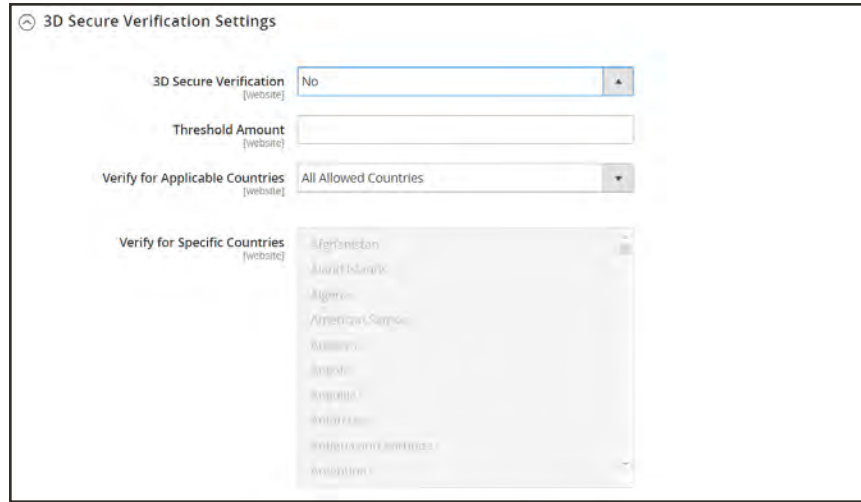 3D Secure Verification Settings
3D Secure Verification No
[website]
Threshold Amount
[website]
Verify for Applicable Countries All Allowed Countries
[website]
Verify for Specific Countries Afghanistan
[website]
Åland Islands
Algeria
American Samoa
Andorra
Angola
Anguilla
Antarctica
Antigua and Barbuda
Argentina